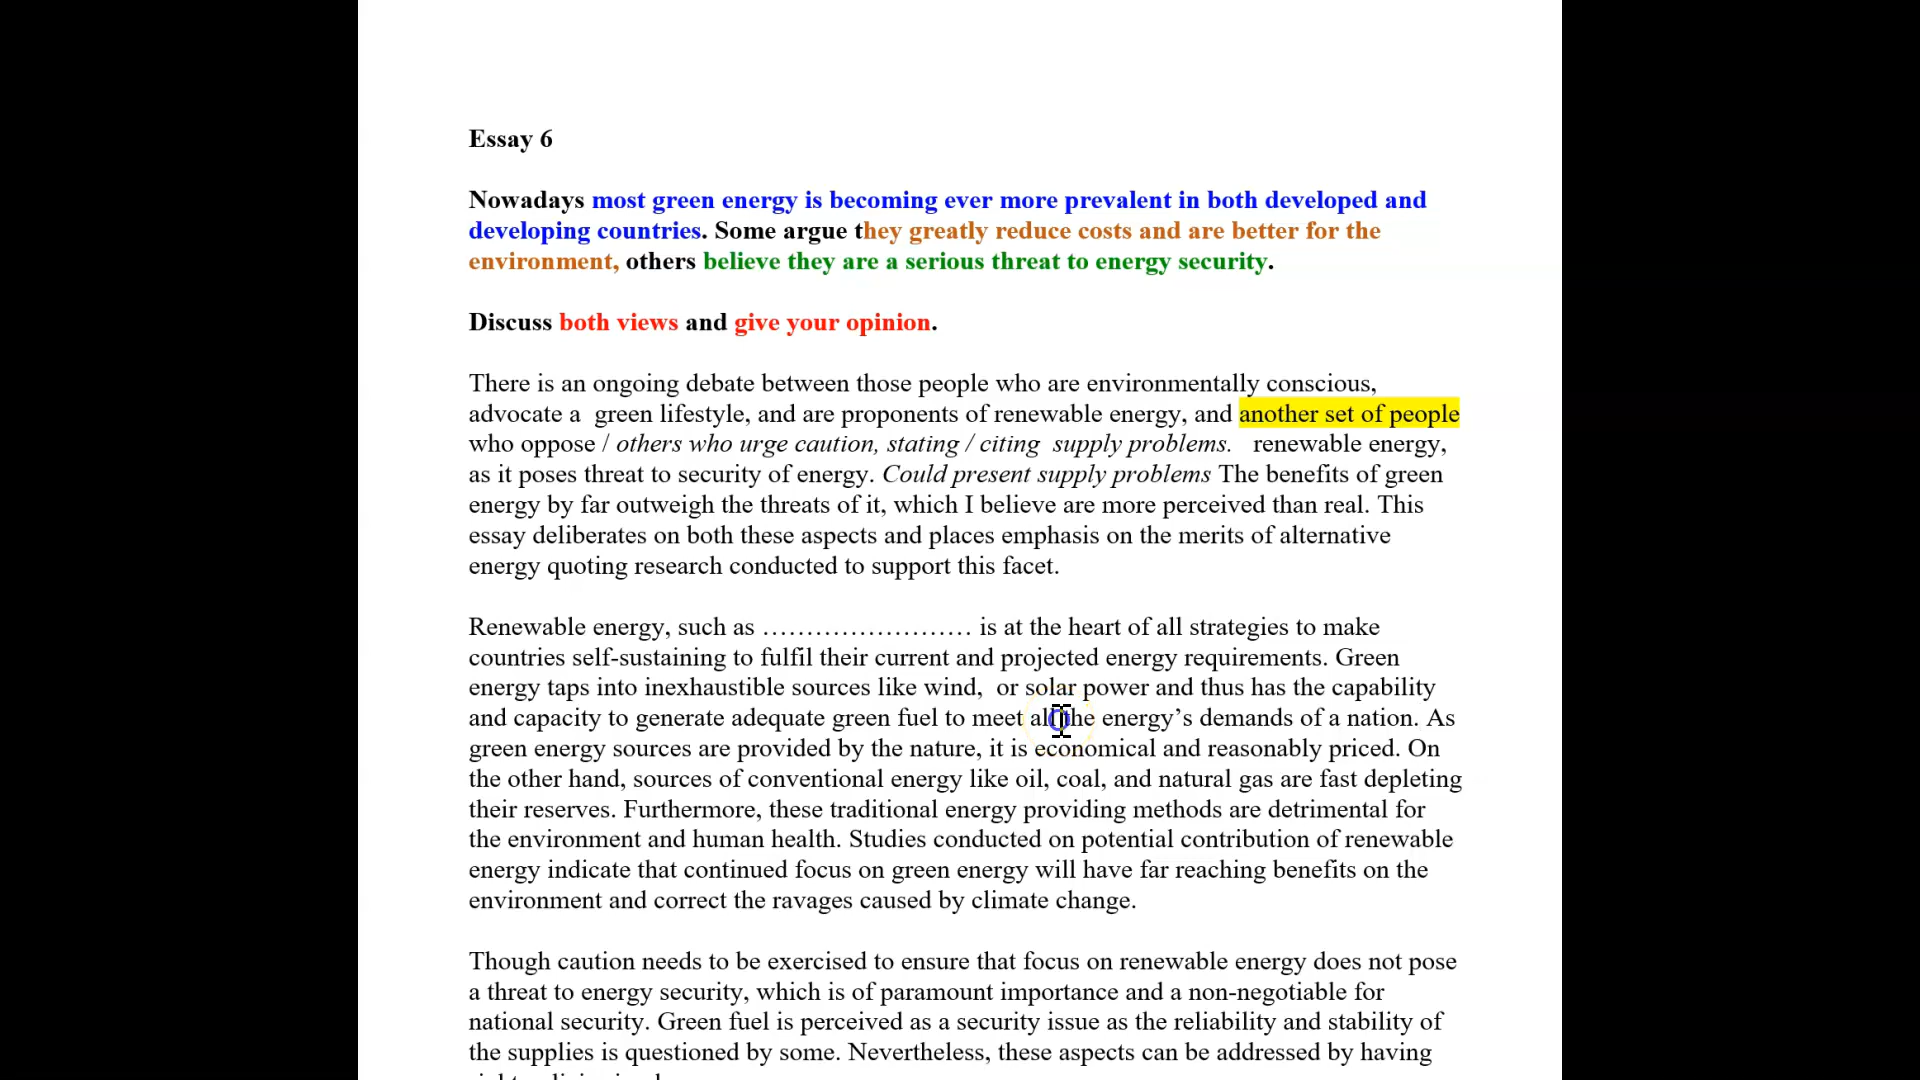 Essay 6
Nowadays most green energy is becoming ever more prevalent in both developed and
developing countries. Some argue they greatly reduce costs and are better for the
environment, others believe they are a serious threat to energy security.
Discuss both views and give your opinion.
There is an ongoing debate between those people who are environmentally conscious,
advocate a  green lifestyle, and are proponents of renewable energy, and another set of people
who oppose / others who urge caution, stating / citing  supply problems.   renewable energy,
as it poses threat to security of energy. Could present supply problems The benefits of green
energy by far outweigh the threats of it, which I believe are more perceived than real. This
essay deliberates on both these aspects and places emphasis on the merits of alternative
energy quoting research conducted to support this facet.
Renewable energy, such as …………………… is at the heart of all strategies to make
countries self-sustaining to fulfil their current and projected energy requirements. Green
energy taps into inexhaustible sources like wind,  or solar power and thus has the capability
and capacity to generate adequate green fuel to meet all the energy’s demands of a nation. As
green energy sources are provided by the nature, it is economical and reasonably priced. On
the other hand, sources of conventional energy like oil, coal, and natural gas are fast depleting
their reserves. Furthermore, these traditional energy providing methods are detrimental for
the environment and human health. Studies conducted on potential contribution of renewable
energy indicate that continued focus on green energy will have far reaching benefits on the
environment and correct the ravages caused by climate change.
Though caution needs to be exercised to ensure that focus on renewable energy does not pose
a threat to energy security, which is of paramount importance and a non-negotiable for
national security. Green fuel is perceived as a security issue as the reliability and stability of
the supplies is questioned by some. Nevertheless, these aspects can be addressed by having